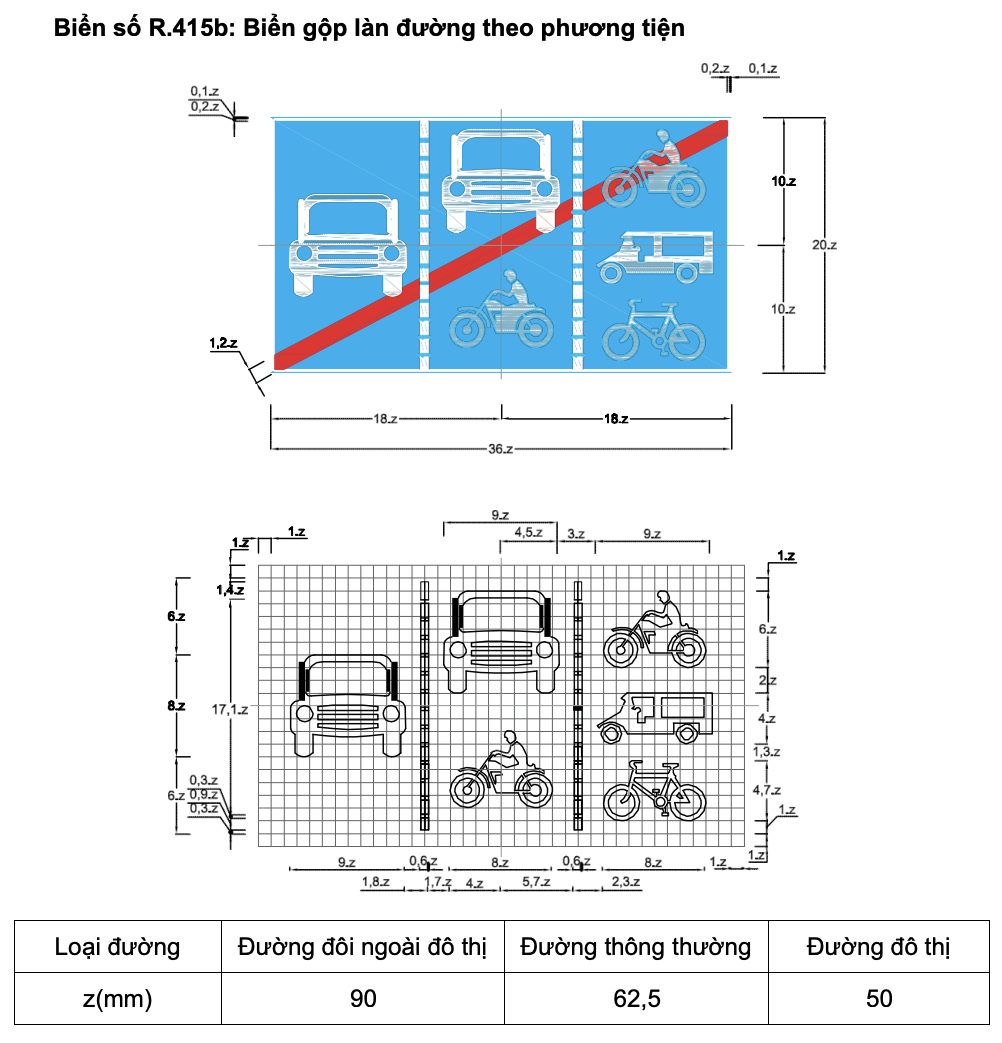 Biển số R.415b: Biển gộp làn đường theo phương tiện
0,2.z 0,1.z
0,1.z
0,2.z
10.z
20.z
10.z
1,2.z
18.z 18.z
36.z
9.z
4,5.z 3.z 9.z
1.z
1.z
1.z
1,4.z
6.z
6.z
2.z
8.z
17,1.z
4.z
1,3.z
0,3.z
4,7.z
6.z
0,9.z
0,3.z
1.z
1.z
9.z 0,6.z 8.z 0,6.z 8.z 1.z
1,8.z 1,7.z 4.z 5,7.z 2,3.z
Loại đường Đường đôi ngoài đô thị Đường thông thường Đường đô thị
z(mm) 90 62,5 50